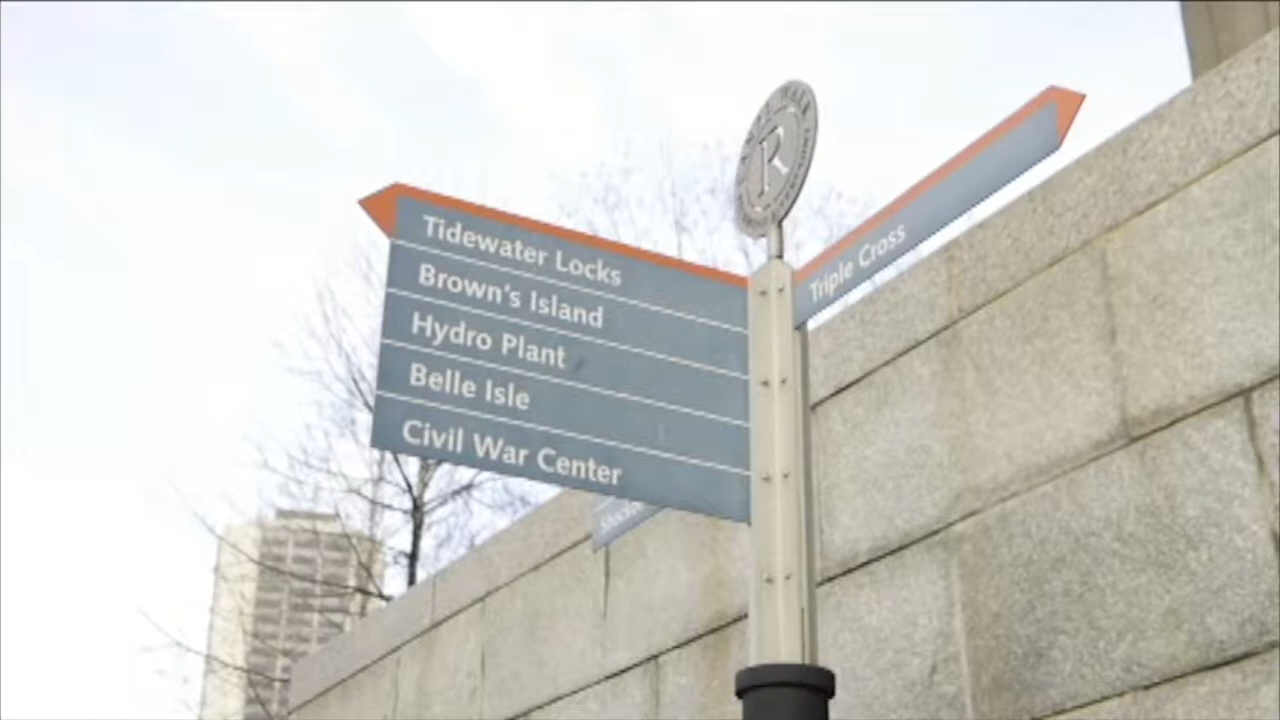 R
Tidewater Locks
Brown's Island
Hydro Plant
Belle Isle
Civil War Center
Triple Cross